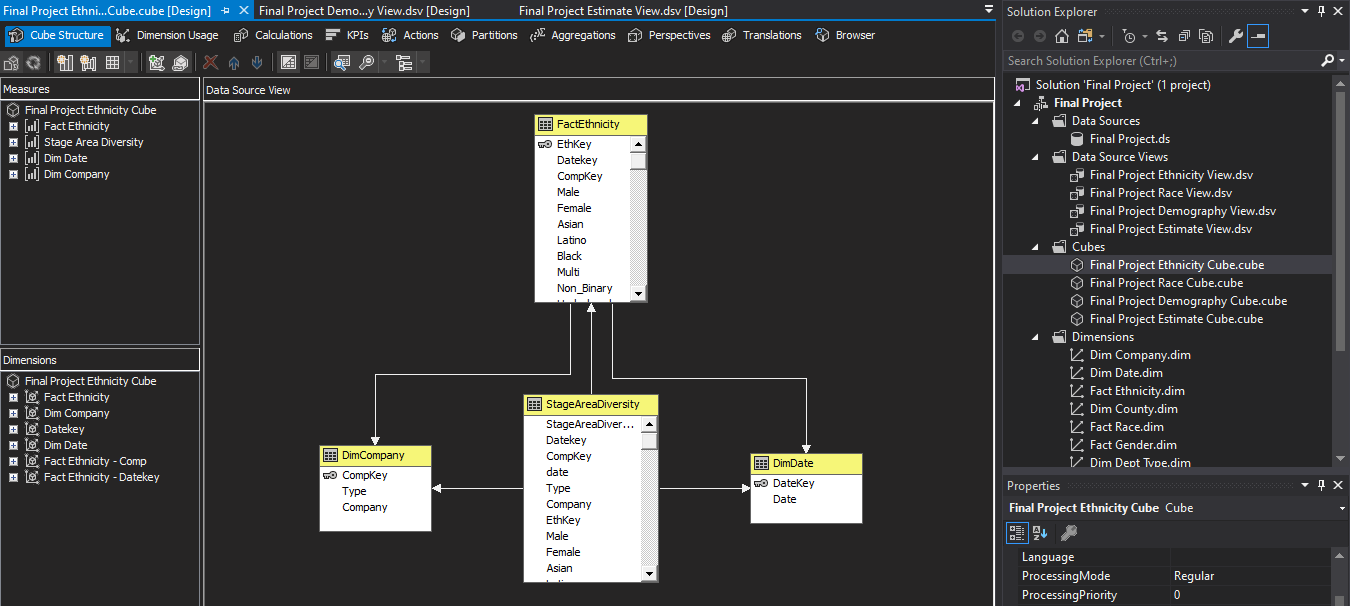 Final Project Ethni...Cube.cube [Design]
Final Project Demo...y View.dsv [Design]
Final Project Estimate View.dsv [Design]
Cube Structure
Dimension Usage
Calculations
KPIs
Actions
Partitions
Aggregations
Perspectives
Translations
Browser
Measures
Final Project Ethnicity Cube
Fact Ethnicity
Stage Area Diversity
Dim Date
Dim Company
Dimensions
Final Project Ethnicity Cube
Fact Ethnicity
Dim Company
Datekey
Dim Date
Fact Ethnicity - Comp
Fact Ethnicity - Datekey
Data Source View
FactEthnicity
EthKey
Datekey
CompKey
Male
Female
Asian
Latino
Black
Multi
Non_Binary
DimCompany
CompKey
Type
Company
StageAreaDiversity
StageAreaDiver...
Datekey
CompKey
date
Type
Company
EthKey
Male
Female
Asian
DimDate
DateKey
Date
Solution Explorer
Search Solution Explorer (Ctrl+;)
Solution 'Final Project' (1 project)
Final Project
Data Sources
Final Project.ds
Data Source Views
Final Project Ethnicity View.dsv
Final Project Race View.dsv
Final Project Demography View.dsv
Final Project Estimate View.dsv
Cubes
Final Project Ethnicity Cube.cube
Final Project Race Cube.cube
Final Project Demography Cube.cube
Final Project Estimate Cube.cube
Dimensions
Dim Company.dim
Dim Date.dim
Fact Ethnicity.dim
Dim County.dim
Fact Race.dim
Fact Gender.dim
Dim Dept Type.dim
Properties
Final Project Ethnicity Cube Cube
Language
ProcessingMode Regular
ProcessingPriority 0